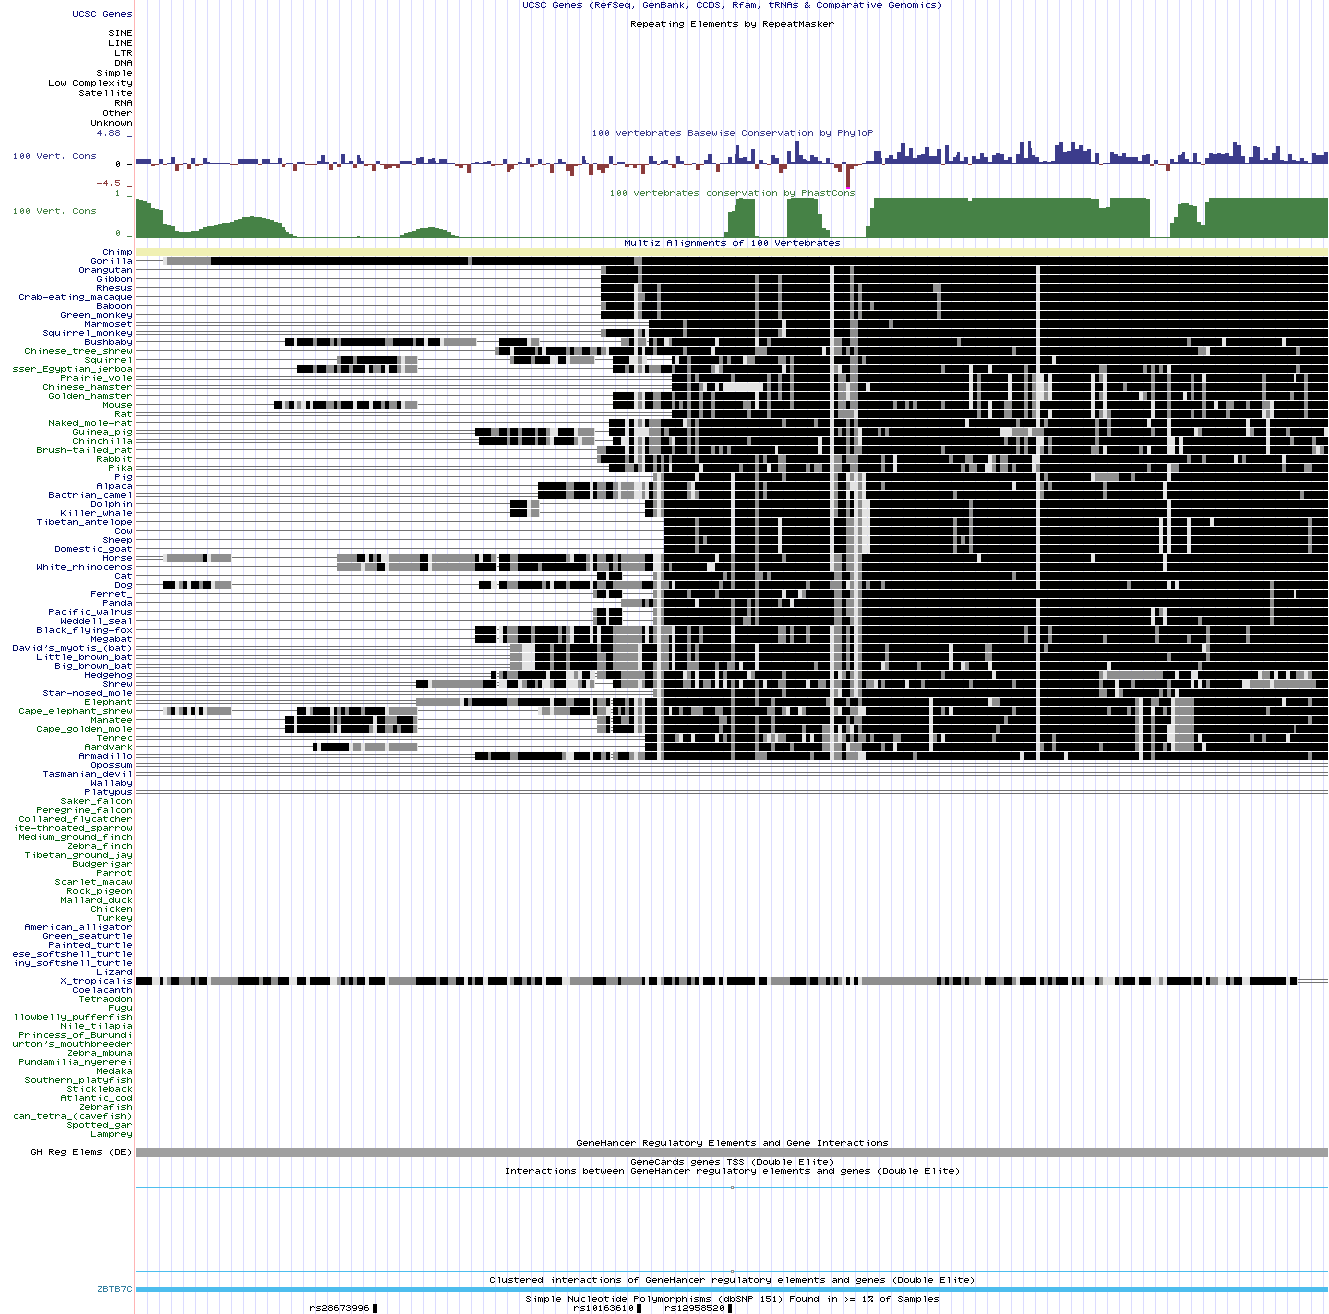 UCSC Genes (RefSeq, GenBank, CCDS, Rfam, tRNAs & Comparative Genomics)
UCSC Genes
Repeating Elements by RepeatMasker
SINE
LINE
LTR
DNA
Simple
Low Complexity
Satellite
RNA
Other
Unknown
4.88 _
100 vertebrates Basewise Conservation by PhyloP
100 Vert. Cons
0 _
-4.5 _
1 _
100 vertebrates conservation by PhastCons
100 Vert. Cons
0 _
Multiz Alignments of 100 Vertebrates
Chimp
Gorilla
Orangutan
Gibbon
Rhesus
Crab-eating_macaque
Baboon
Green_monkey
Marmoset
Squirrel_monkey
Bushbaby
Chinese_tree_shrew
Squirrel
sser_Egyptian_jerboa
Prairie_vole
Chinese_hamster
Golden_hamster
Mouse
Rat
Naked_mole-rat
Guinea_pig
Chinchilla
Brush-tailed_rat
Rabbit
Pika
Pig
Alpaca
Bactrian_camel
Dolphin
Killer_whale
Tibetan_antelope
Cow
Sheep
Domestic_goat
Horse
White_rhinoceros
Cat
Dog
Ferret_
Panda
Pacific_walrus
Weddell_seal
Black_flying-fox
Megabat
David's_myotis_(bat)
Little_brown_bat
Big_brown_bat
Hedgehog
Shrew
Star-nosed_mole
Elephant
Cape_elephant_shrew
Manatee
Cape_golden_mole
Tenrec
Aardvark
Armadillo
Opossum
Tasmanian_devil
Wallaby
Platypus
Saker_falcon
Peregrine_falcon
Collared_flycatcher
ite-throated_sparrow
Medium_ground_finch
Zebra_finch
Tibetan_ground_jay
Budgerigar
Parrot
Scarlet_macaw
Rock_pigeon
Mallard_duck
Chicken
Turkey
American_alligator
Green_seaturtle
Painted_turtle
ese_softshell_turtle
iny_softshell_turtle
Lizard
X_tropicalis
Coelacanth
Tetraodon
Fugu
llowbelly_pufferfish
Nile_tilapia
Princess_of_Burundi
urton's_mouthbreeder
Zebra_mbuna
Pundamilia_nyererei
Medaka
Southern_platyfish
Stickleback
Atlantic_cod
Zebrafish
can_tetra_(cavefish)
Spotted_gar
Lamprey
GeneHancer Regulatory Elements and Gene Interactions
GH Reg Elems (DE)
GeneCards genes TSS (Double Elite)
Interactions between GeneHancer regulatory elements and genes (Double Elite)
Clustered interactions of GeneHancer regulatory elements and genes (Double Elite)
ZBTB7C
Simple Nucleotide Polymorphisms (dbSNP 151) Found in >= 1% of Samples
rs28673996 rs10163610 rs12958520